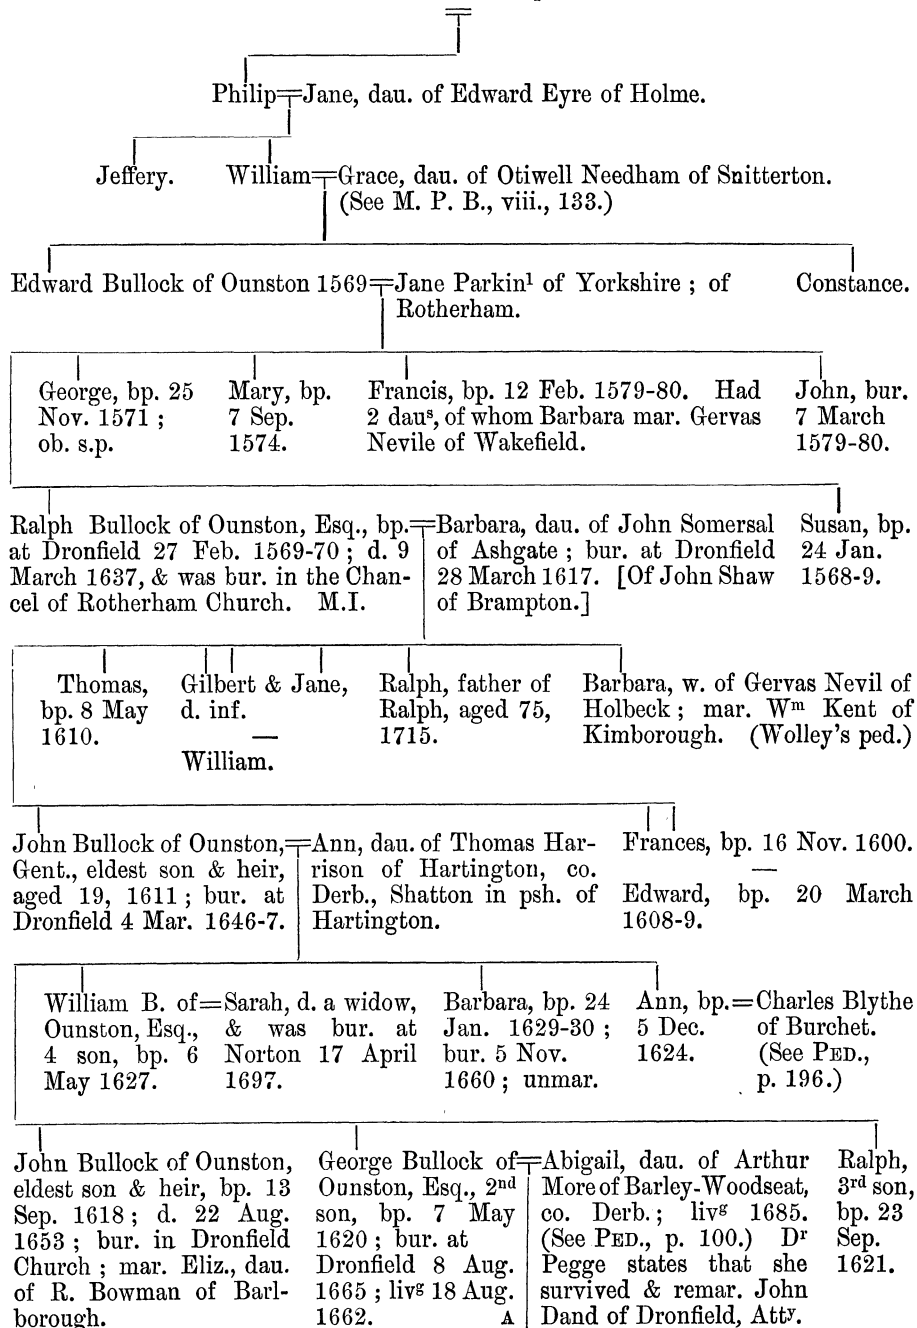 Philip=Jane, dau. of Edward Eyre of Holme.
Jeffery. William=Grace, dau. of Otiwell Needham of Snitterton.
(See M. P. B., viii., 133.)
Edward Bullock of Ounston 1569=Jane Parkin¹ of Yorkshire ; of
Rotherham.
Constance.
George, bp. 25
Nov. 1571 ;
ob. s.p.
Mary, bp.
7 Sep.
1574.
Francis, bp. 12 Feb. 1579-80. Had
2 dauˢ, of whom Barbara mar. Gervas
Nevile of Wakefield.
John, bur.
7 March
1579-80.
Ralph Bullock of Ounston, Esq., bp.=
at Dronfield 27 Feb. 1569-70 ; d. 9
March 1637, & was bur. in the Chan-
cel of Rotherham Church. M.I.
Barbara, dau. of John Somersal
of Ashgate ; bur. at Dronfield
28 March 1617. [Of John Shaw
of Brampton.]
Susan, bp.
24 Jan.
1568-9.
Thomas,
bp. 8 May
1610.
Gilbert & Jane,
d. inf.
—
William.
Ralph, father of
Ralph, aged 75,
1715.
Barbara, w. of Gervas Nevil of
Holbeck ; mar. Wᵐ Kent of
Kimborough. (Wolley's ped.)
John Bullock of Ounston,=
Gent., eldest son & heir,
aged 19, 1611 ; bur. at
Dronfield 4 Mar. 1646-7.
Ann, dau. of Thomas Har-
rison of Hartington, co.
Derb., Shatton in psh. of
Hartington.
Frances, bp. 16 Nov. 1600.
—
Edward, bp. 20 March
1608-9.
William B. of=
Ounston, Esq.,
4 son, bp. 6
May 1627.
Sarah, d. a widow,
& was bur. at
Norton 17 April
1697.
Barbara, bp. 24
Jan. 1629-30 ;
bur. 5 Nov.
1660 ; unmar.
Ann, bp.=
5 Dec.
1624.
Charles Blythe
of Burchet.
(See PED.,
p. 196.)
John Bullock of Ounston,
eldest son & heir, bp. 13
Sep. 1618 ; d. 22 Aug.
1653 ; bur. in Dronfield
Church ; mar. Eliz., dau.
of R. Bowman of Barl-
borough.
George Bullock of=
Ounston, Esq., 2ⁿᵈ
son, bp. 7 May
1620 ; bur. at
Dronfield 8 Aug.
1665 ; livᵍ 18 Aug.
1662. A
Abigail, dau. of Arthur
More of Barley-Woodseat,
co. Derb. ; livᵍ 1685.
(See PED., p. 100.) Dʳ
Pegge states that she
survived & remar. John
Dand of Dronfield, Attʸ.
Ralph,
3ʳᵈ son,
bp. 23
Sep.
1621.